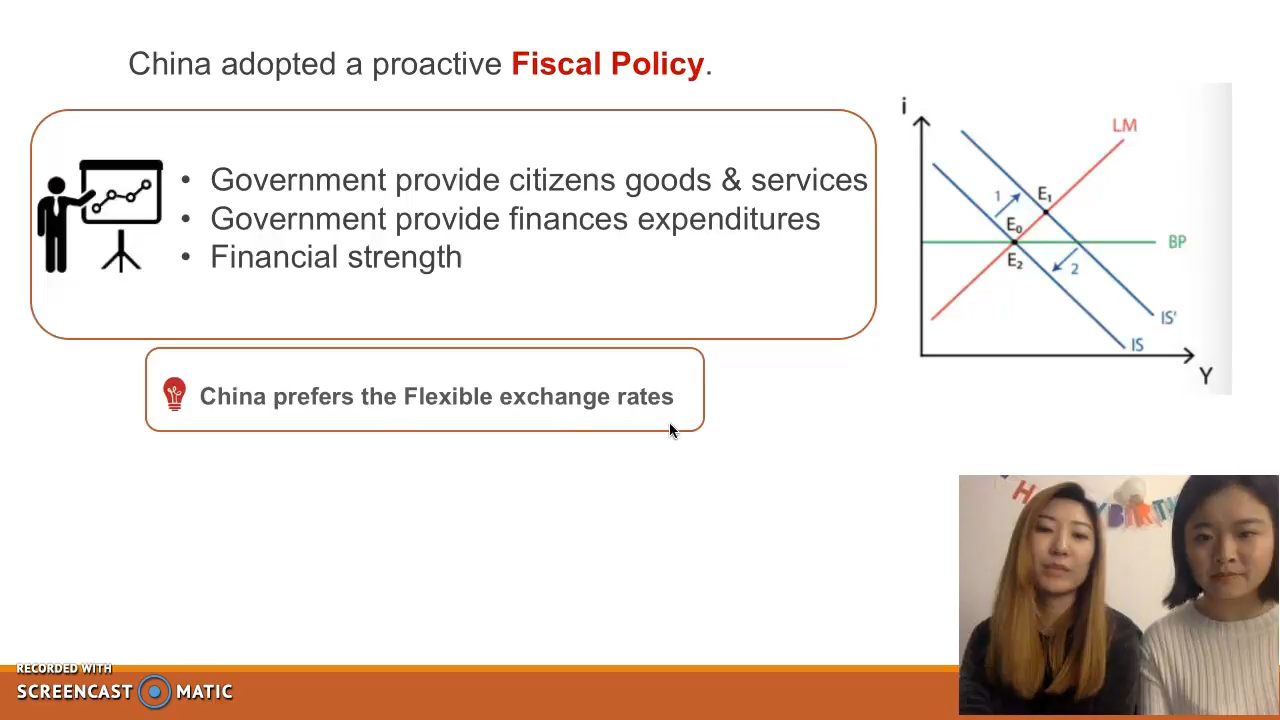 China adopted a proactive Fiscal Policy.
• Government provide citizens goods & services
• Government provide finances expenditures
• Financial strength
China prefers the Flexible exchange rates
i
LM
1
E₁
E₀
BP
E₂
2
IS'
IS
Y
RECORDED WITH
SCREENCAST MATIC